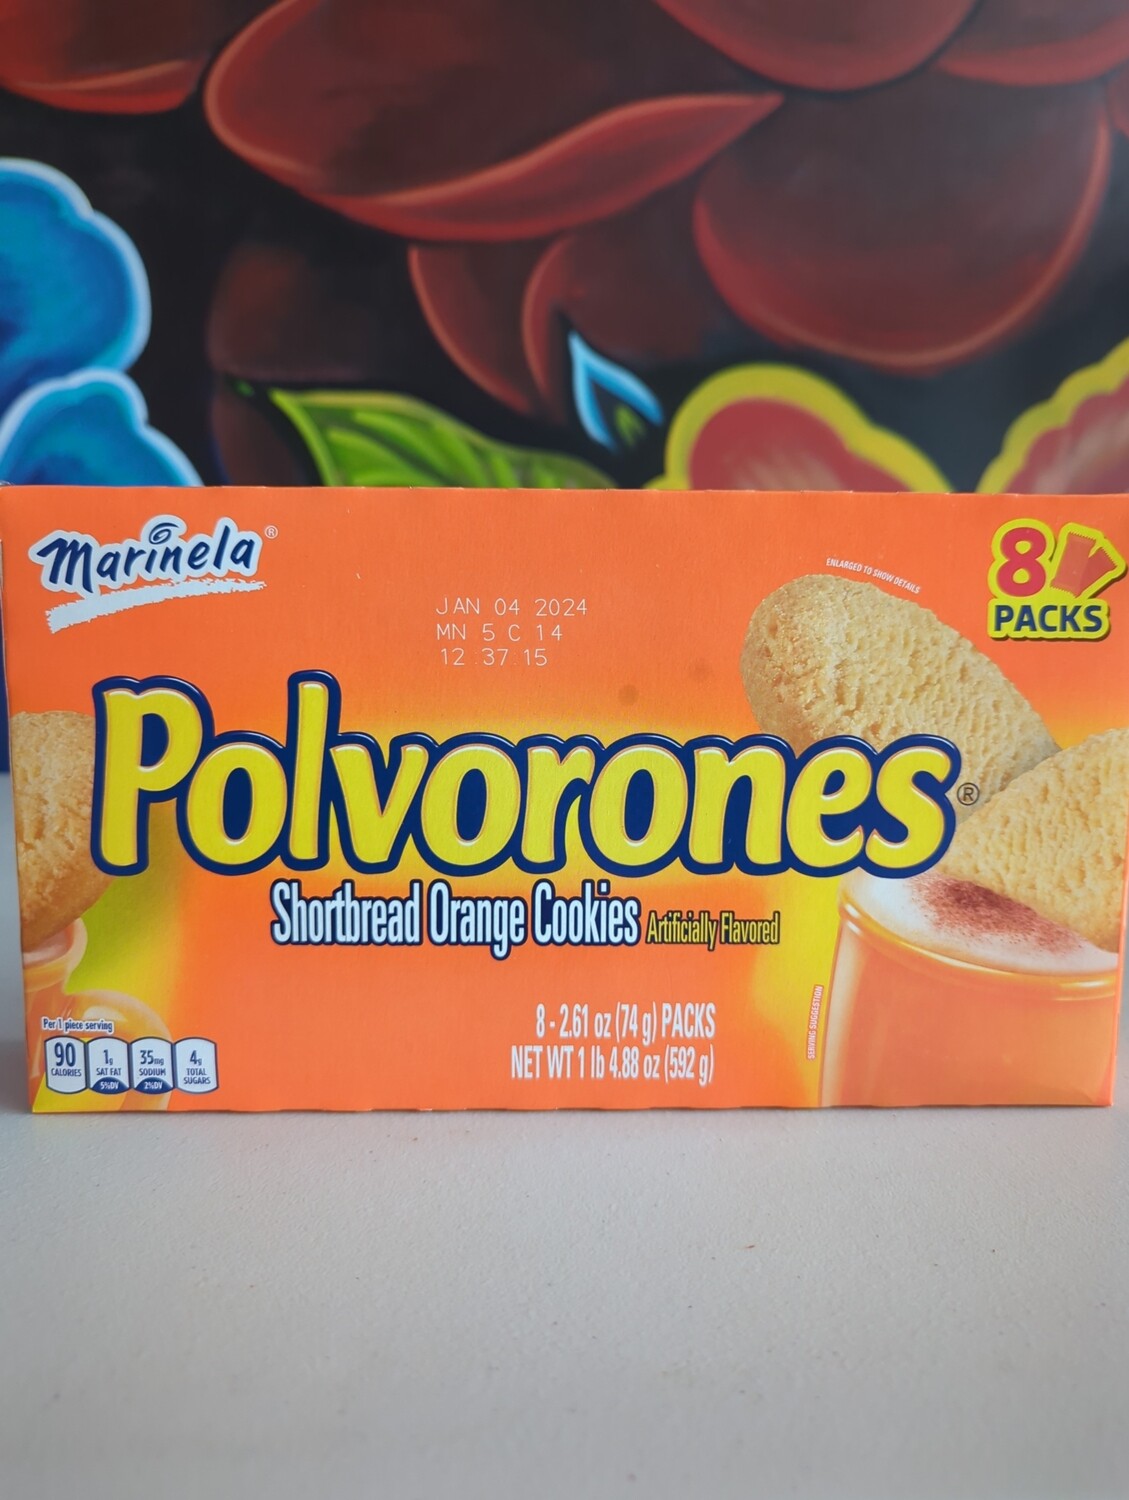 Marinela®
8
PACKS
ENLARGED TO SHOW DETAILS
JAN 04 2024
MN 5 C 14
12 37 15
Polvorones®
Shortbread Orange Cookies Artificially Flavored
8 - 2.61 oz (74 g) PACKS
NET WT 1 lb 4.88 oz (592 g)
SERVING SUGGESTION
Per 1 piece serving
90 CALORIES
1g SAT FAT 5%DV
35mg SODIUM 2%DV
4g TOTAL SUGARS